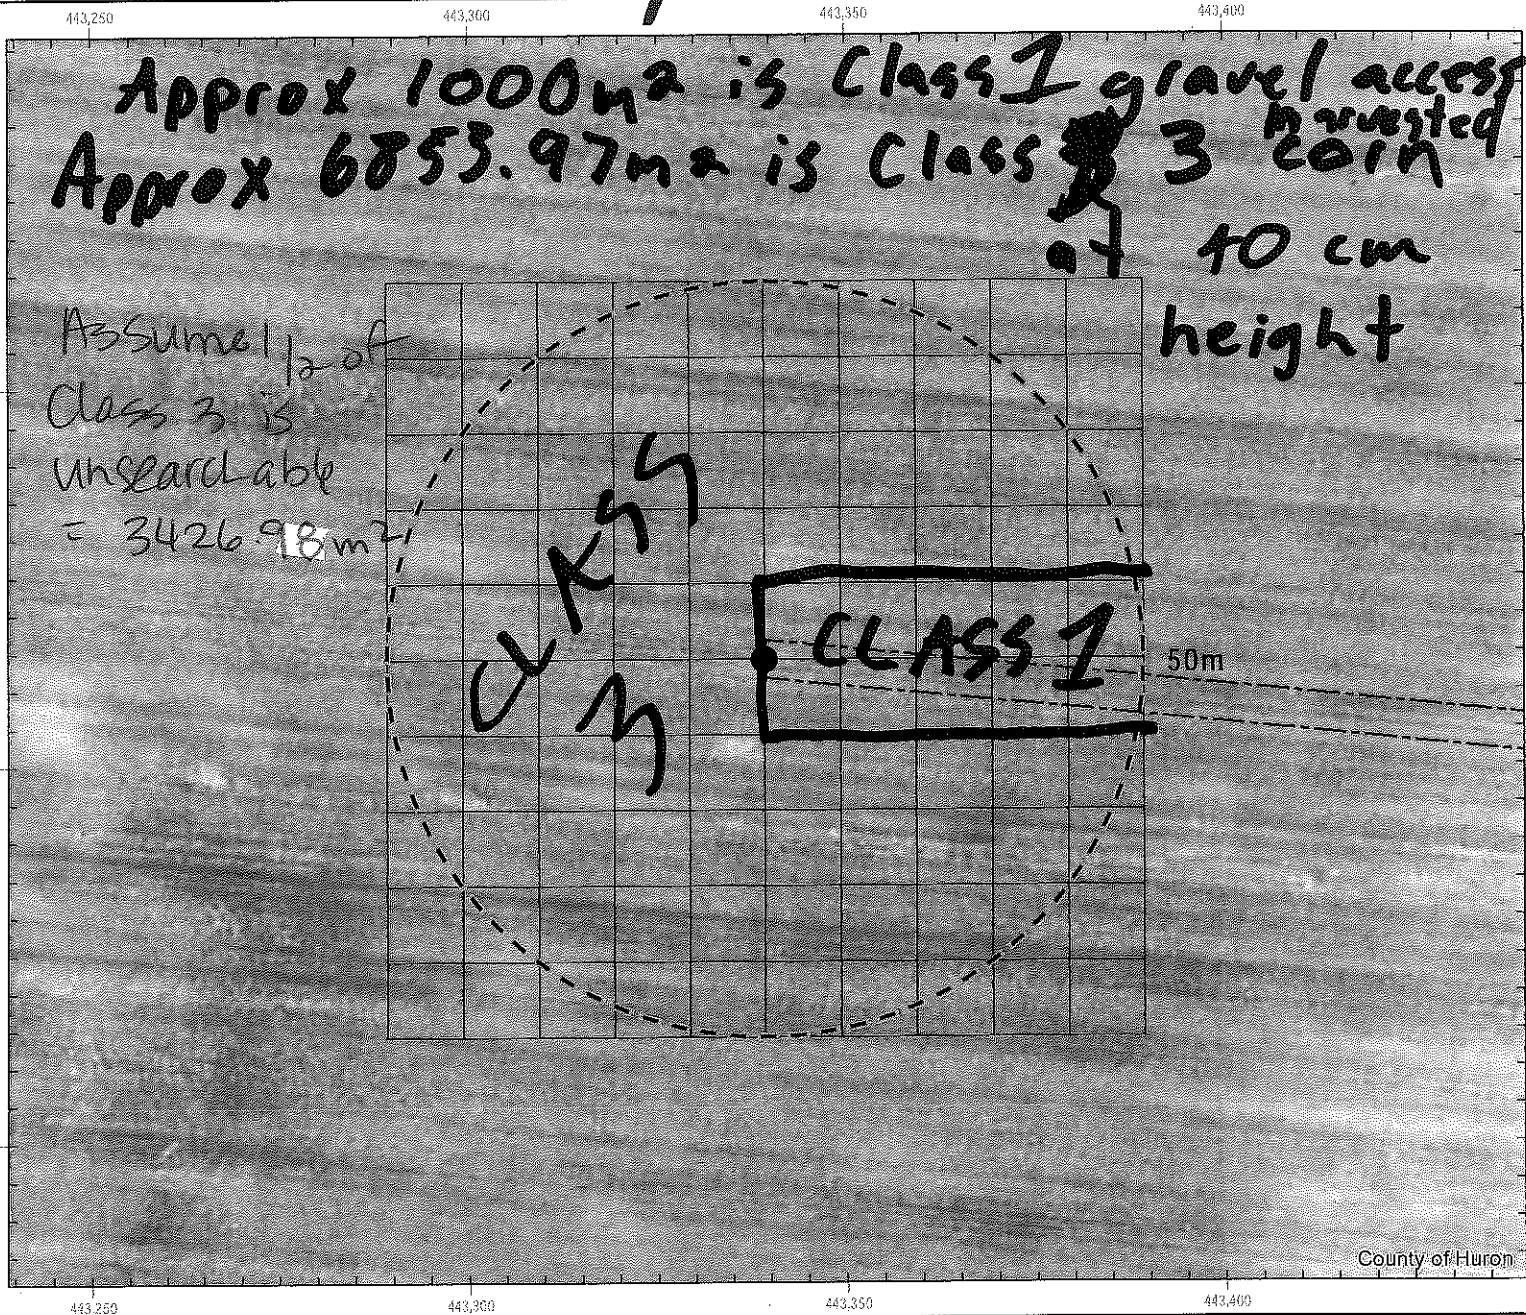 443,250 443,300 443,350 443,400
Approx 1000m2 is Class 1 gravel access
Approx 6853.97m2 is Class 3 harvested corn
at 40 cm
height
Assume 1/2 of
Class 3 is
unsearchable
= 3426.98m2
CLASS
3
CLASS 1
50m
County of Huron
443,250 443,300 443,350 443,400